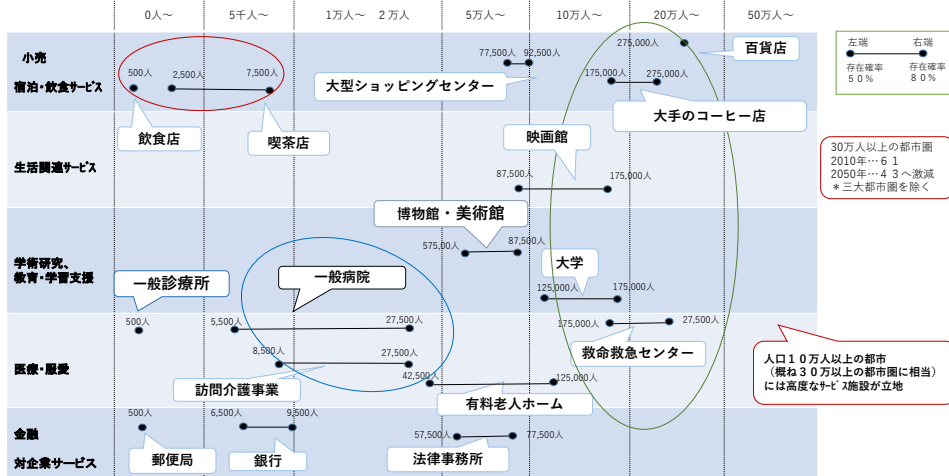 0人～
5千人～
1万人～　２万人
5万人～
10万人～
20万人～
50万人～
小売
宿泊・飲食サービス
500人
2,500人
7,500人
飲食店
喫茶店
77,500人
92,500人
大型ショッピングセンター
275,000人
百貨店
175,000人
275,000人
大手のコーヒー店
左端
右端
存在確率
５０％
存在確率
８０％
生活関連サービス
映画館
87,500人
175,000人
30万人以上の都市圏
2010年…６１
2050年…４３へ激減
＊三大都市圏を除く
学術研究、
教育・学習支援
博物館・美術館
575,00人
87,500人
大学
125,000人
175,000人
一般診療所
一般病院
500人
5,500人
27,500人
175,000人
27,500人
救命救急センター
医療・服愛
8,500人
27,500人
訪問介護事業
42,500人
125,000人
有料老人ホーム
人口１０万人以上の都市
（概ね３０万以上の都市圏に相当）
には高度なサービス施設が立地
金融
対企業サービス
500人
郵便局
6,500人
9,500人
銀行
57,500人
77,500人
法律事務所